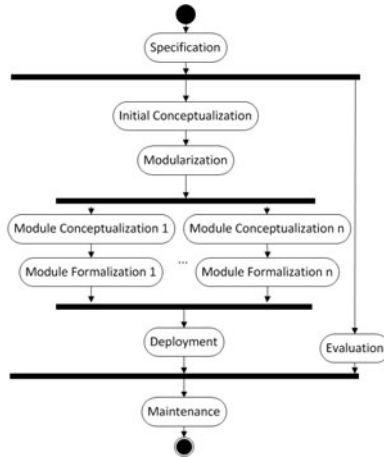 Specification
Initial Conceptualization
Modularization
Module Conceptualization 1
Module Conceptualization n
...
Module Formalization 1
Module Formalization n
Deployment
Evaluation
Maintenance